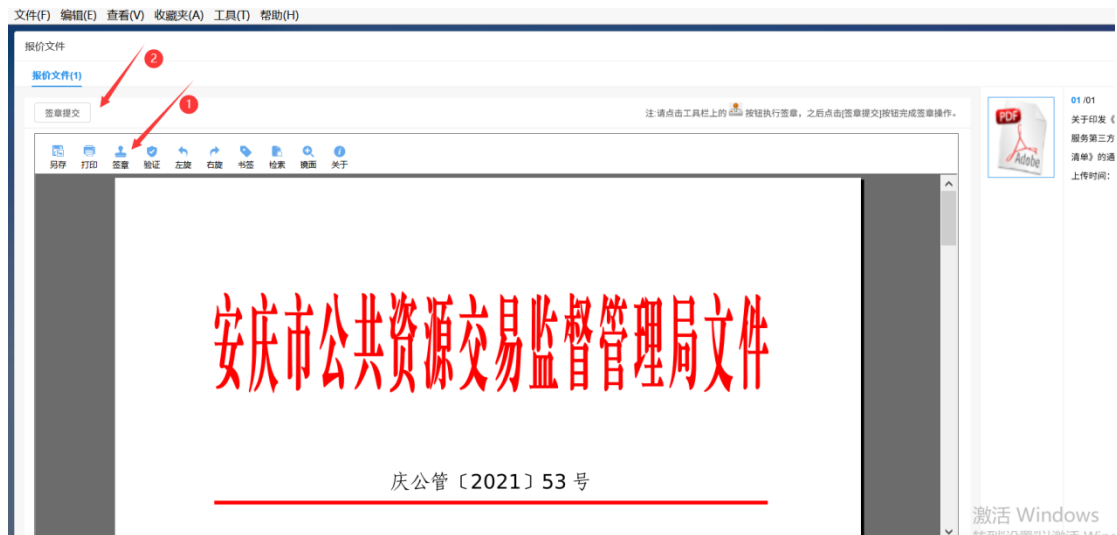 文件(F) 编辑(E) 查看(V) 收藏夹(A) 工具(T) 帮助(H)
报价文件
报价文件(1)
2
1
签章提交
注:请点击工具栏上的 按钮执行签章，之后点击[签章提交]按钮完成签章操作。
另存 打印 签章 验证 左旋 右旋 书签 检索 镜面 关于
安庆市公共资源交易监督管理局文件
庆公管〔2021〕53 号
PDF
Adobe
01 /01
关于印发《
服务第三方
清单》的通
上传时间：
激活 Windows